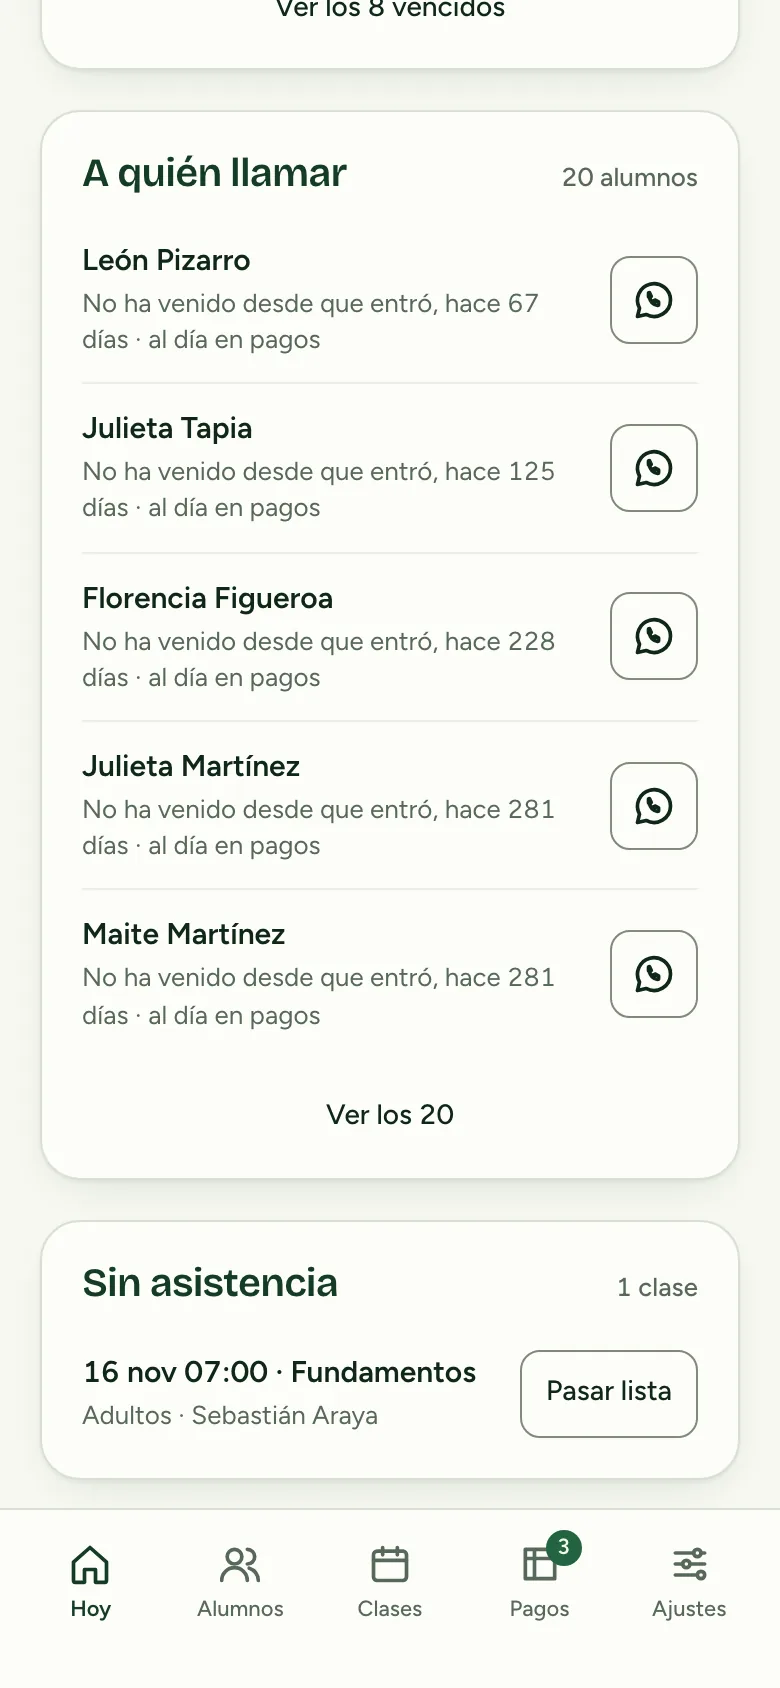 Ver los 8 vencidos
A quién llamar
20 alumnos
León Pizarro
No ha venido desde que entró, hace 67
días · al día en pagos
Julieta Tapia
No ha venido desde que entró, hace 125
días · al día en pagos
Florencia Figueroa
No ha venido desde que entró, hace 228
días · al día en pagos
Julieta Martínez
No ha venido desde que entró, hace 281
días · al día en pagos
Maite Martínez
No ha venido desde que entró, hace 281
días · al día en pagos
Ver los 20
Sin asistencia
1 clase
16 nov 07:00 · Fundamentos
Adultos · Sebastián Araya
Pasar lista
3
Hoy
Alumnos
Clases
Pagos
Ajustes